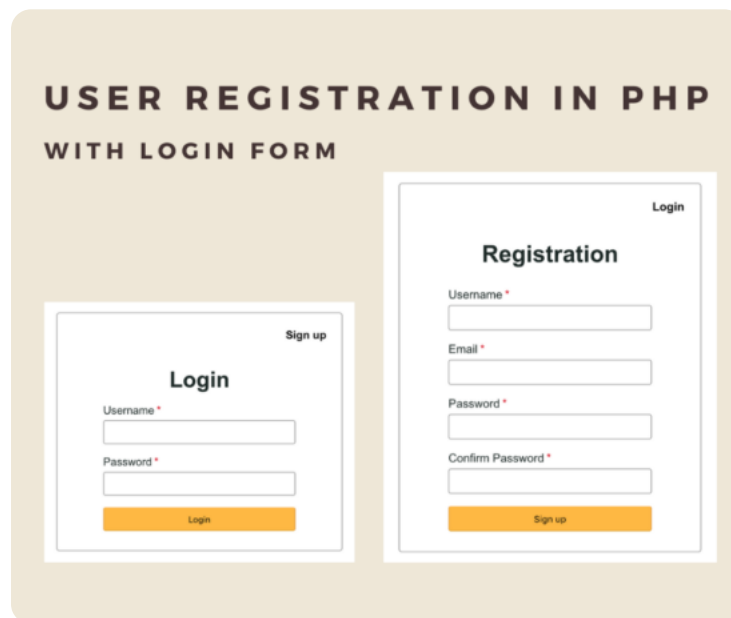 USER REGISTRATION IN PHP
WITH LOGIN FORM
Sign up
Login
Username *
Password *
Login
Login
Registration
Username *
Email *
Password *
Confirm Password *
Sign up